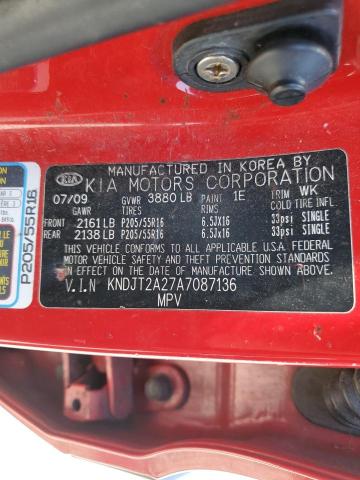 MANUFACTURED IN KOREA BY
KIA KIA MOTORS CORPORATION
07/09 GVWR 3880 LB PAINT 1E TRIM WK
GAWR TIRES RIMS COLD TIRE INFL
FRONT 2161 LB P205/55R16 6.5Jx16 33psi SINGLE
REAR 2138 LB P205/55R16 6.5Jx16 33psi SINGLE
THIS VEHICLE CONFORMS TO ALL APPLICABLE U.S.A. FEDERAL
MOTOR VEHICLE SAFETY AND THEFT PREVENTION STANDARDS
IN EFFECT ON THE DATE OF MANUFACTURE SHOWN ABOVE.
V.I.N KNDJT2A27A7087136
MPV
P205/55R16